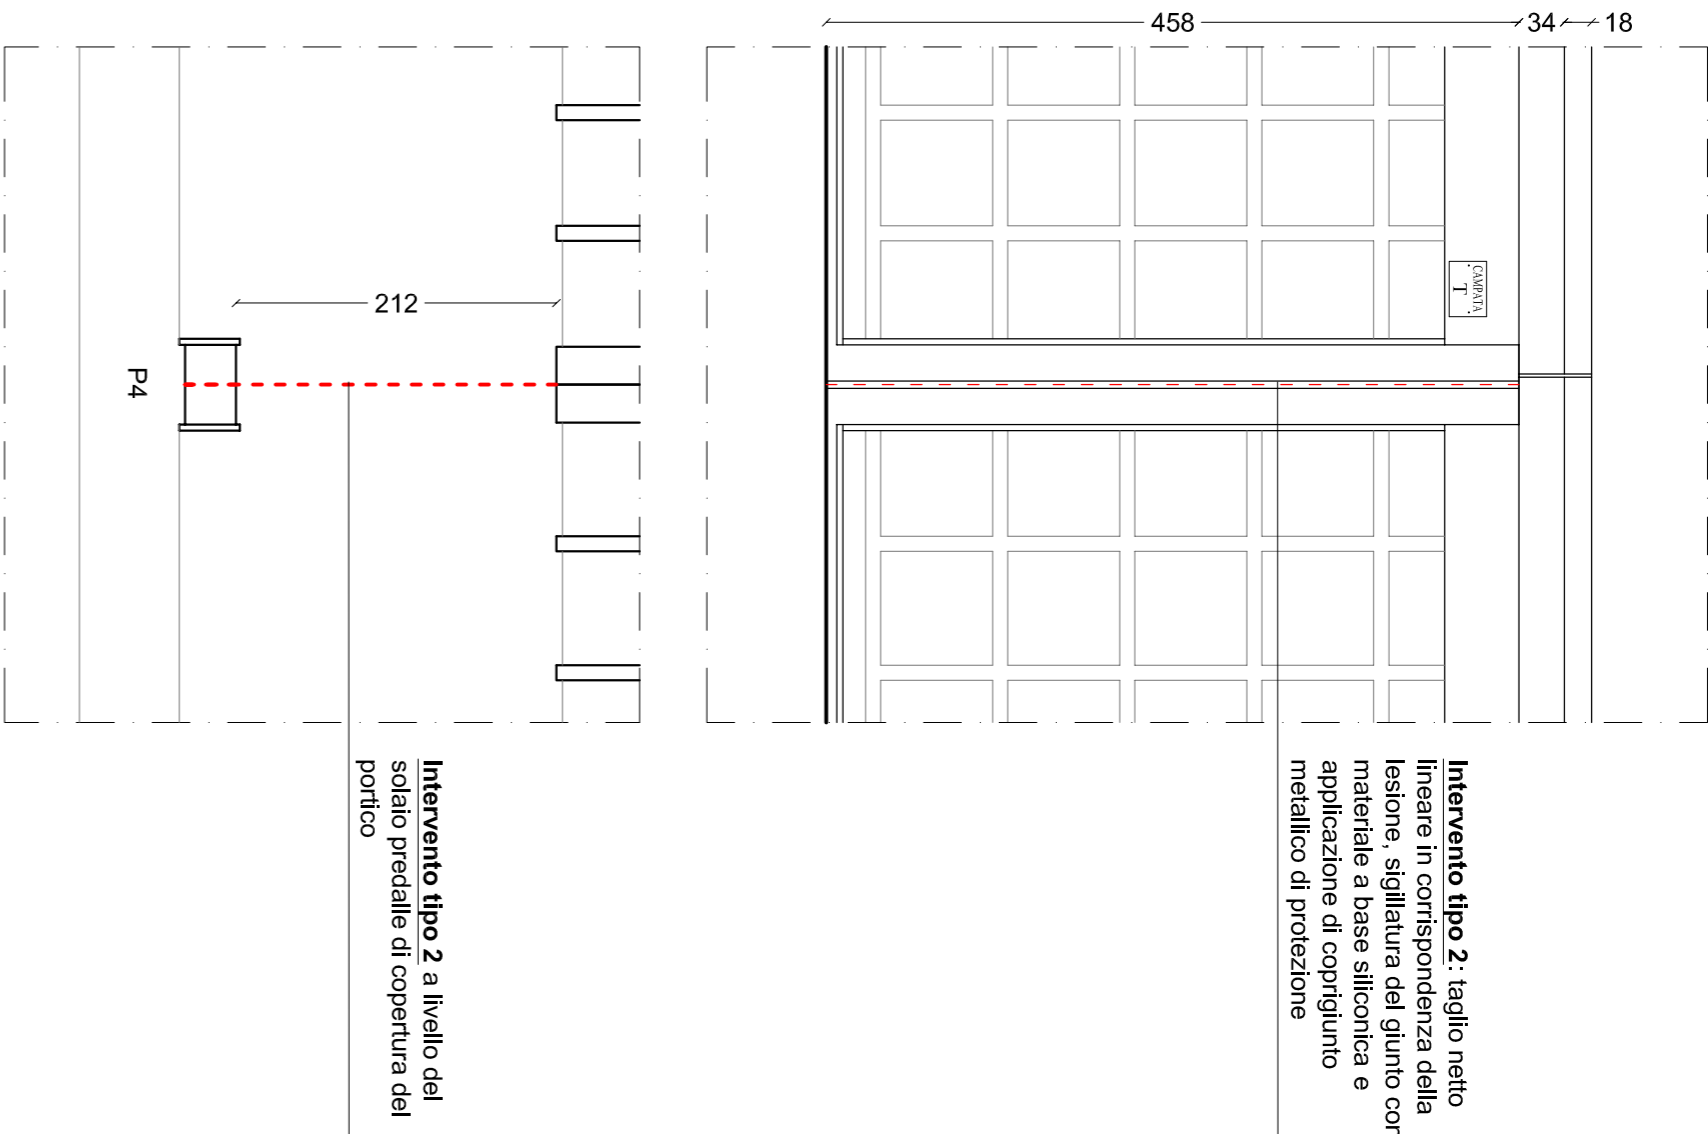 458
34
18
CAMPATA
T
212
P4
Intervento tipo 2: taglio netto
lineare in corrispondenza della
lesione, sigillatura del giunto con
materiale a base siliconica e
applicazione di coprigiunto
metallico di protezione
Intervento tipo 2 a livello del
solaio predalle di copertura del
portico